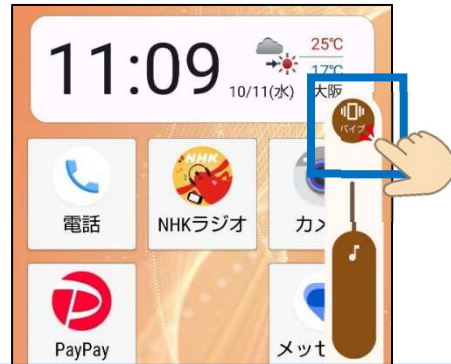 11:09
25℃
17℃
10/11(水) 大阪
バイブ
電話
NHK
NHKラジオ
カメ
PayPay
メッセ